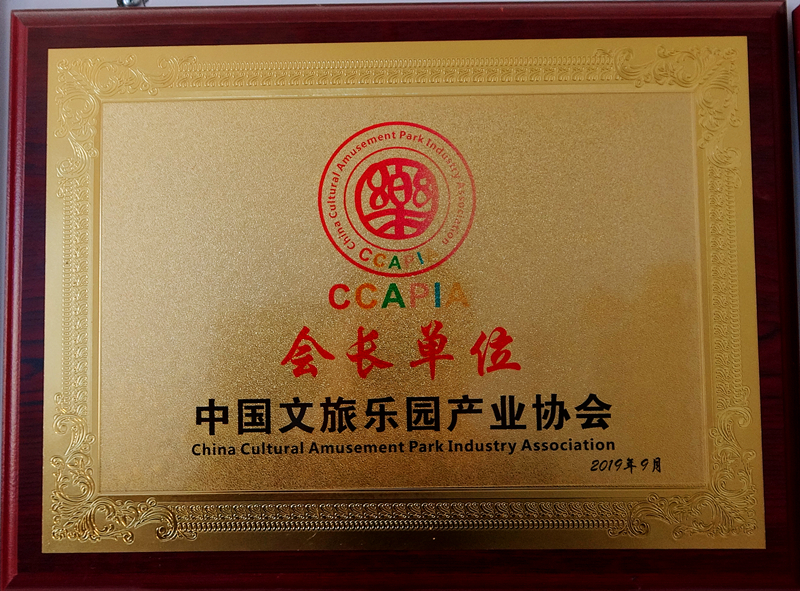 China Cultural Amusement Park Industry Association
樂
CCAPIA
CCAPIA
会长单位
中国文旅乐园产业协会
China Cultural Amusement Park Industry Association
2019年9月